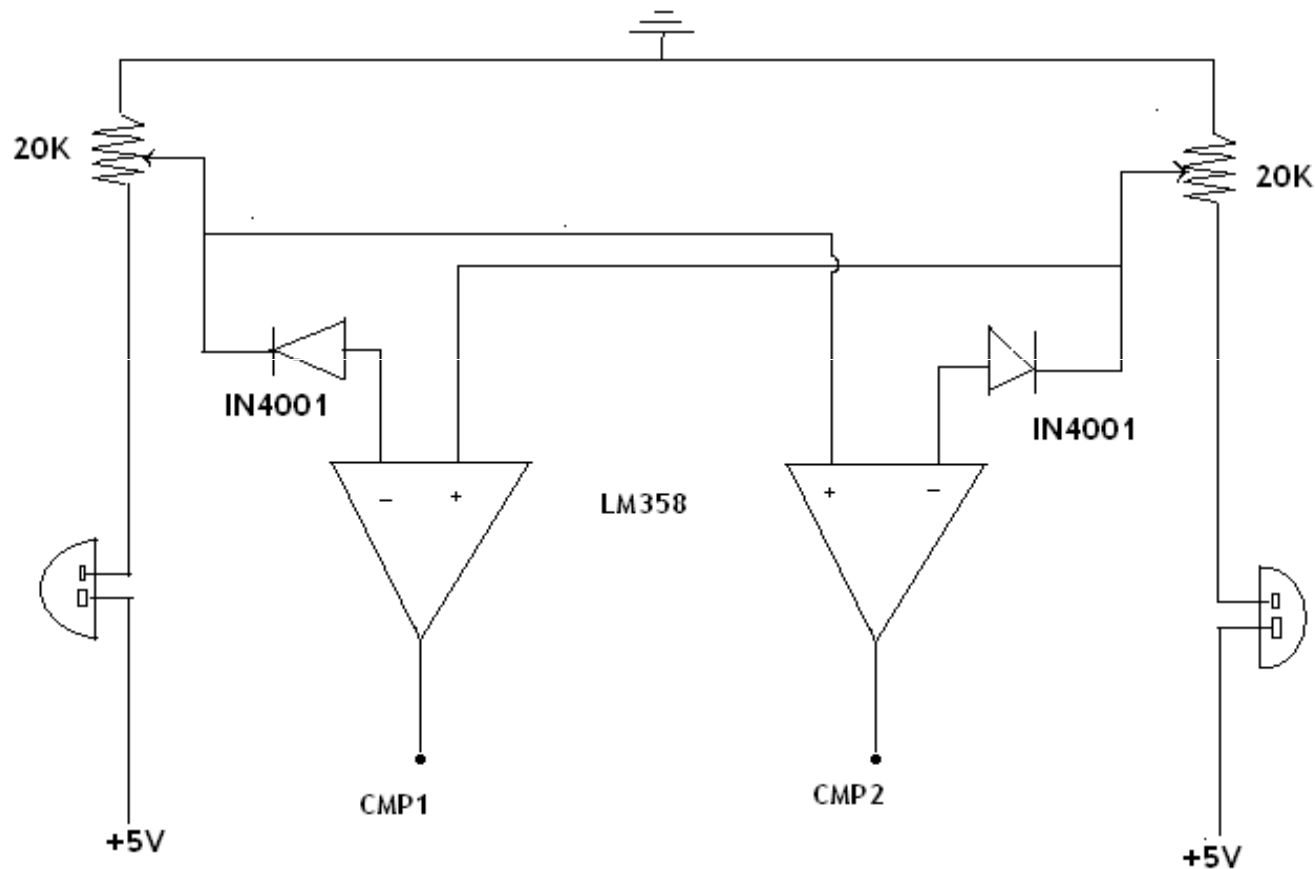 20K
20K
IN4001
IN4001
- +
LM358
+ -
CMP1
CMP2
+5V
+5V